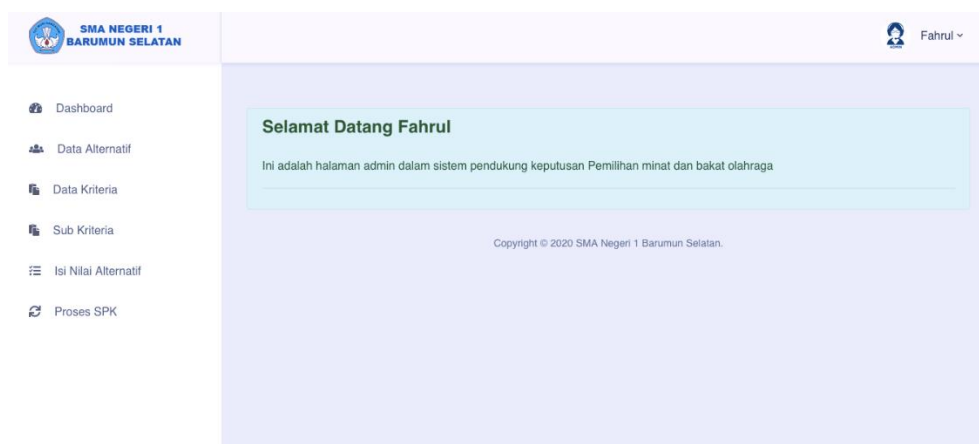 SMA NEGERI 1
BARUMUN SELATAN
Fahrul
Dashboard
Data Alternatif
Data Kriteria
Sub Kriteria
Isi Nilai Alternatif
Proses SPK
Selamat Datang Fahrul
Ini adalah halaman admin dalam sistem pendukung keputusan Pemilihan minat dan bakat olahraga
Copyright © 2020 SMA Negeri 1 Barumun Selatan.